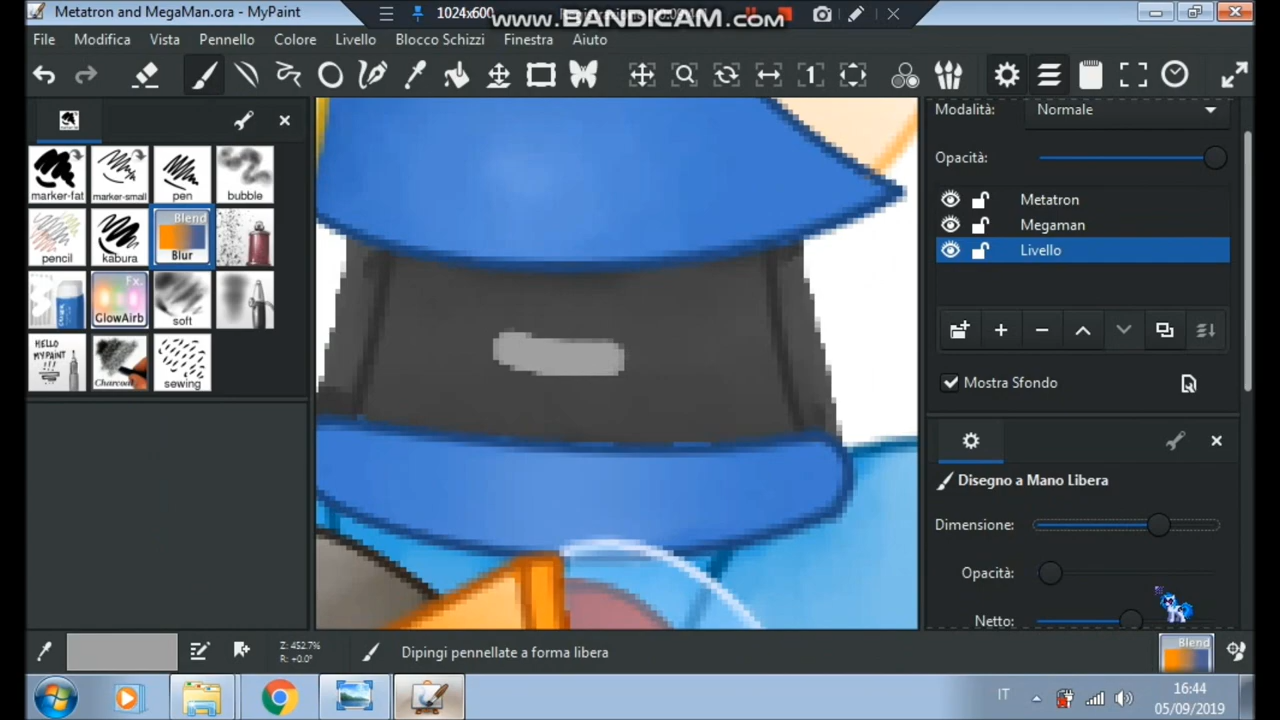 Metatron and MegaMan.ora - MyPaint
1024x600
www.BANDICAM.com
File Modifica Vista Pennello Colore Livello Blocco Schizzi Finestra Aiuto
Modalità: Normale
Opacità:
marker-fat marker-small pen bubble
Metatron
Megaman
Livello
pencil kabura Blend Blur
Fx. GlowAirb soft
HELLO MYPAINT Charcoal sewing
Mostra Sfondo
Disegno a Mano Libera
Dimensione:
Opacità:
Netto:
Z: 452.7%
R: +0.0°
Dipingi pennellate a forma libera
Blend
IT
16:44
05/09/2019